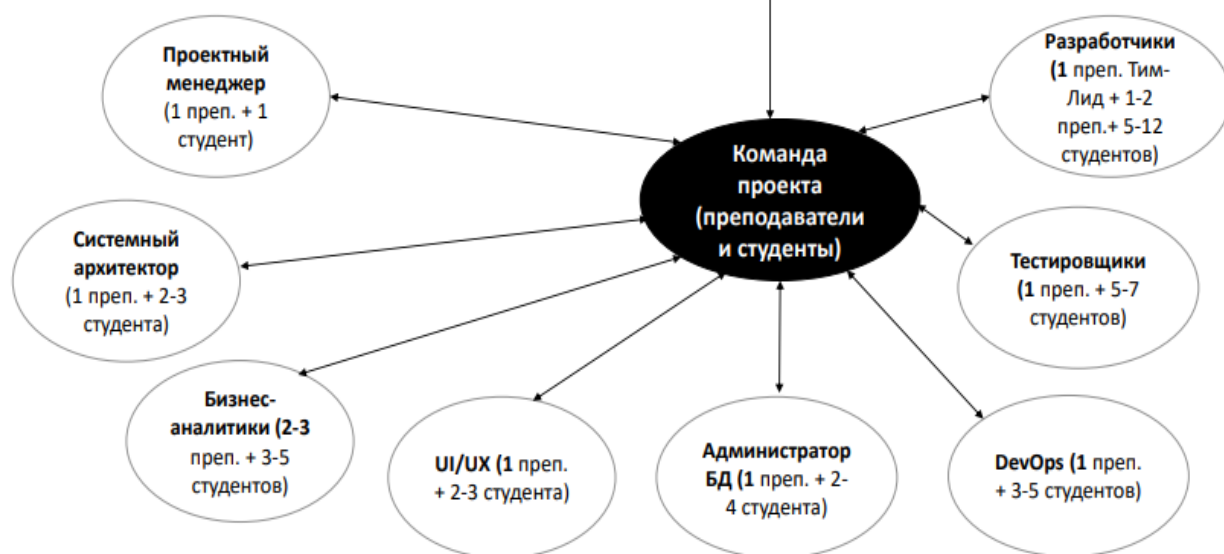 Проектный
менеджер
(1 преп. + 1
студент)
Разработчики
(1 преп. Тим-
Лид + 1-2
преп.+ 5-12
студентов)
Команда
проекта
(преподаватели
и студенты)
Системный
архитектор
(1 преп. + 2-3
студента)
Тестировщики
(1 преп. + 5-7
студентов)
Бизнес-
аналитики (2-3
преп. + 3-5
студентов)
UI/UX (1 преп.
+ 2-3 студента)
Администратор
БД (1 преп. + 2-
4 студента)
DevOps (1 преп.
+ 3-5 студентов)